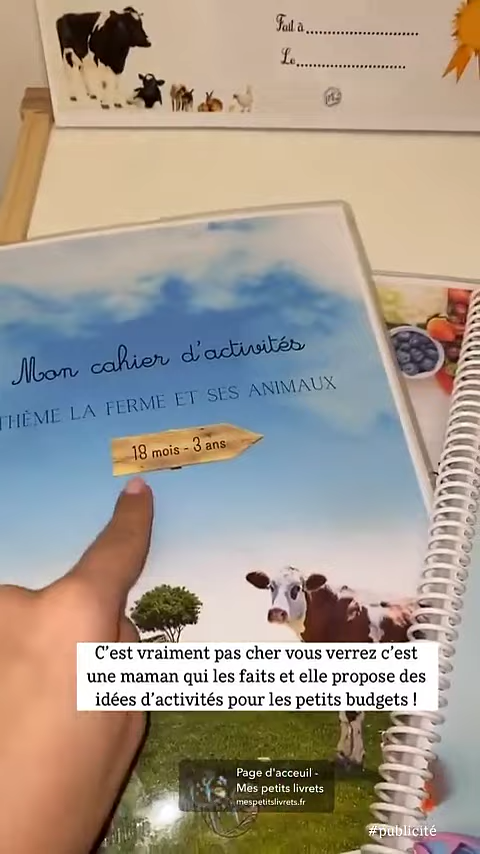 Fait à
Le
Mon cahier d'activités
THÈME LA FERME ET SES ANIMAUX
18 mois - 3 ans
C'est vraiment pas cher vous verrez c'est
une maman qui les faits et elle propose des
idées d'activités pour les petits budgets !
Page d'acceuil -
Mes petits livrets
mespetitslivrets.fr
#publicité